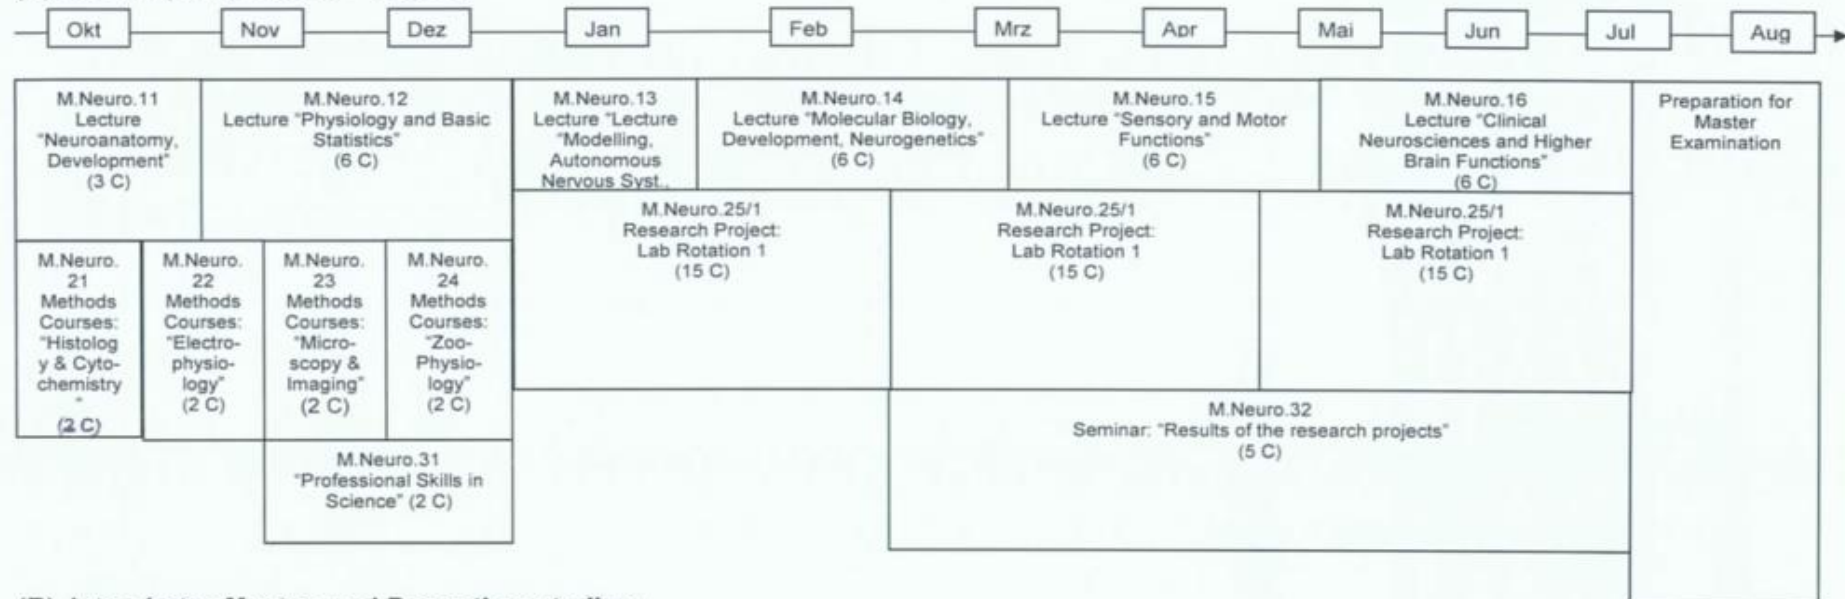 Okt Nov Dez Jan Feb Mrz Apr Mai Jun Jul Aug
M.Neuro.11
Lecture
"Neuroanatomy,
Development"
(3 C)
M.Neuro.12
Lecture "Physiology and Basic
Statistics"
(6 C)
M.Neuro.13
Lecture "Lecture
"Modelling,
Autonomous
Nervous Syst.,
M.Neuro.14
Lecture "Molecular Biology,
Development, Neurogenetics"
(6 C)
M.Neuro.15
Lecture "Sensory and Motor
Functions"
(6 C)
M.Neuro.16
Lecture "Clinical
Neurosciences and Higher
Brain Functions"
(6 C)
Preparation for
Master
Examination
M.Neuro.25/1
Research Project:
Lab Rotation 1
(15 C)
M.Neuro.25/1
Research Project:
Lab Rotation 1
(15 C)
M.Neuro.25/1
Research Project:
Lab Rotation 1
(15 C)
M.Neuro.
21
Methods
Courses:
"Histolog
y & Cyto-
chemistry
"
(2 C)
M.Neuro.
22
Methods
Courses:
"Electro-
physio-
logy"
(2 C)
M.Neuro.
23
Methods
Courses:
"Micro-
scopy &
Imaging"
(2 C)
M.Neuro.
24
Methods
Courses:
"Zoo-
Physio-
logy"
(2 C)
M.Neuro.32
Seminar: "Results of the research projects"
(5 C)
M.Neuro.31
"Professional Skills in
Science" (2 C)